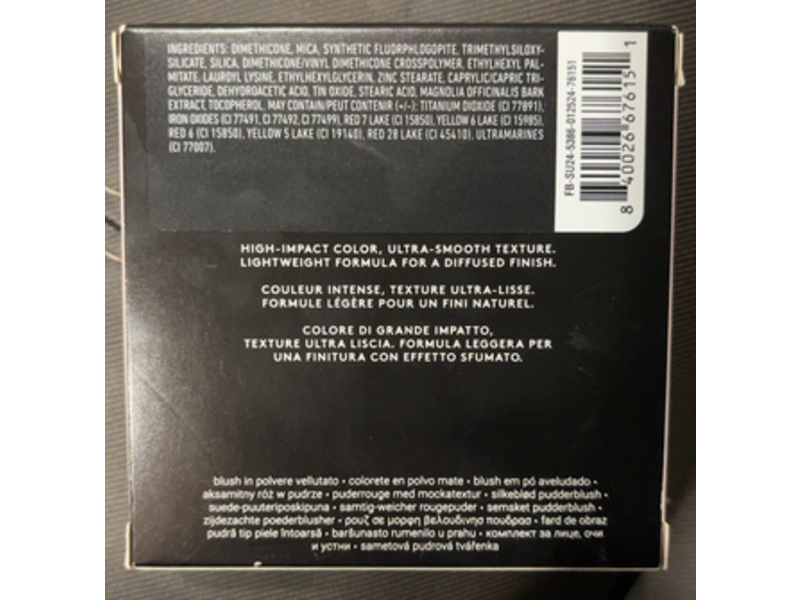 INGREDIENTS: DIMETHICONE, MICA, SYNTHETIC FLUORPHLOGOPITE, TRIMETHYLSILOXY-
SILICATE, SILICA, DIMETHICONE/VINYL DIMETHICONE CROSSPOLYMER, ETHYLHEXYL PAL-
MITATE, LAUROYL LYSINE, ETHYLHEXYLGLYCERIN, ZINC STEARATE, CAPRYLIC/CAPRIC TRI-
GLYCERIDE, DEHYDROACETIC ACID, TIN OXIDE, STEARIC ACID, MAGNOLIA OFFICINALIS BARK
EXTRACT, TOCOPHEROL. MAY CONTAIN/PEUT CONTENIR (+/-): TITANIUM DIOXIDE (CI 77891),
IRON OXIDES (CI 77491, CI 77492, CI 77499), RED 7 LAKE (CI 15850), YELLOW 6 LAKE (CI 15985),
RED 6 (CI 15850), YELLOW 5 LAKE (CI 19140), RED 28 LAKE (CI 45410), ULTRAMARINES
(CI 77007).
FB-SU24-5386-012524-76151
8 40026 67615 1
HIGH-IMPACT COLOR, ULTRA-SMOOTH TEXTURE.
LIGHTWEIGHT FORMULA FOR A DIFFUSED FINISH.
COULEUR INTENSE, TEXTURE ULTRA-LISSE.
FORMULE LÉGÈRE POUR UN FINI NATUREL.
COLORE DI GRANDE IMPATTO,
TEXTURE ULTRA LISCIA. FORMULA LEGGERA PER
UNA FINITURA CON EFFETTO SFUMATO.
blush in polvere vellutato • colorete en polvo mate • blush em pó aveludado •
aksamitny róż w pudrze • puderrouge med mockatextur • silkeblød pudderblush •
suede-puuteriposkipuna • samtig-weicher rougepuder • semsket pudderblush •
zijdezachte poederblusher • ρουζ σε μορφη βελουδινησ πουδρασ • fard de obraz
pudră tip piele întoarsă • baršunasto rumenilo u prahu • комплект за лице, очи
и устни • sametová pudrová tvářenka